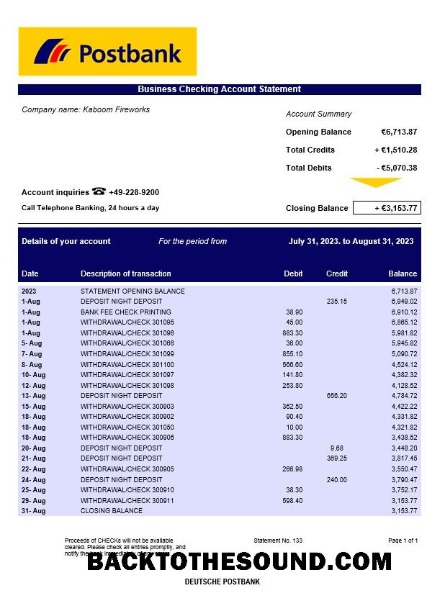 Postbank
Business Checking Account Statement
Company name: Kaboom Fireworks
Account Summary
Opening Balance €6,713.87
Total Credits + €1,510.28
Total Debits - €5,070.38
Account inquiries ☎ +49-228-9200
Call Telephone Banking, 24 hours a day
Closing Balance + €3,153.77
Details of your account For the period from July 31, 2023. to August 31, 2023
Date Description of transaction Debit Credit Balance
2023 STATEMENT OPENING BALANCE 6,713.87
1-Aug DEPOSIT NIGHT DEPOSIT 235.15 6,949.02
1-Aug BANK FEE CHECK PRINTING 38.90 6,910.12
1-Aug WITHDRAWAL/CHECK 301095 45.00 6,865.12
1-Aug WITHDRAWAL/CHECK 301096 883.30 5,981.82
5- Aug WITHDRAWAL/CHECK 36.00 5,945.82
7- Aug WITHDRAWAL/CHECK 301099 855.10 5,090.72
8- Aug WITHDRAWAL/CHECK 301100 566.60 4,524.12
10- Aug WITHDRAWAL/CHECK 301097 141.80 4,382.32
12- Aug WITHDRAWAL/CHECK 301098 253.80 4,128.52
13- Aug DEPOSIT NIGHT DEPOSIT 656.20 4,784.72
15- Aug WITHDRAWAL/CHECK 300903 362.50 4,422.22
18- Aug WITHDRAWAL/CHECK 300902 90.40 4,331.82
18- Aug WITHDRAWAL/CHECK 301050 10.00 4,321.82
18- Aug WITHDRAWAL/CHECK 300906 883.30 3,438.52
20- Aug DEPOSIT NIGHT DEPOSIT 9.68 3,448.20
21- Aug DEPOSIT NIGHT DEPOSIT 369.25 3,817.45
22- Aug WITHDRAWAL/CHECK 300905 266.98 3,550.47
24- Aug DEPOSIT NIGHT DEPOSIT 240.00 3,790.47
25- Aug WITHDRAWAL/CHECK 300910 38.30 3,752.17
29- Aug WITHDRAWAL/CHECK 300911 598.40 3,153.77
31- Aug CLOSING BALANCE 3,153.77
Proceeds of CHECKs will not be available Statement No. 133 Page 1 of 1
cleared. Please check all entries promptly, and
notify the
BACKTOTHESOUND.COM
DEUTSCHE POSTBANK